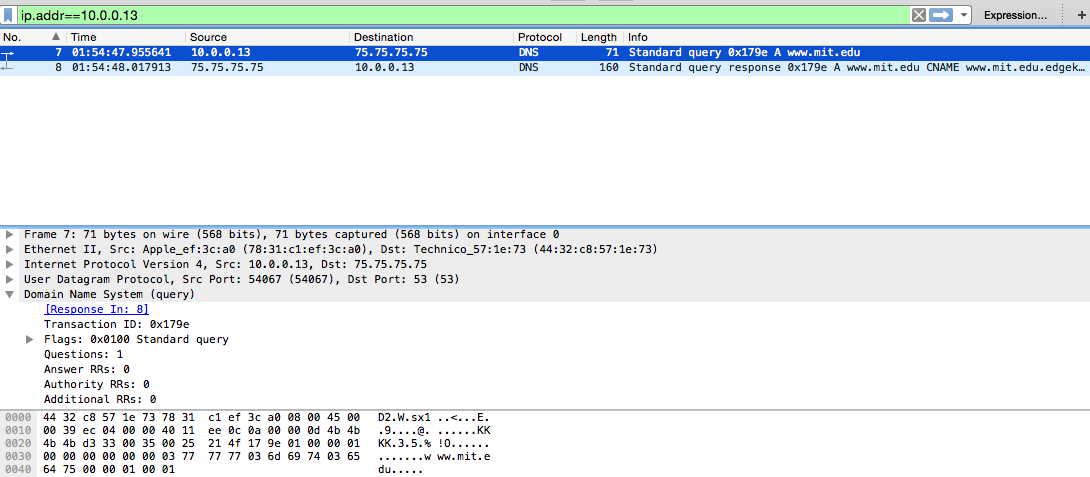 ip.addr==10.0.0.13 Expression... +
No. Time Source Destination Protocol Length Info
7 01:54:47.955641 10.0.0.13 75.75.75.75 DNS 71 Standard query 0x179e A www.mit.edu
8 01:54:48.017913 75.75.75.75 10.0.0.13 DNS 160 Standard query response 0x179e A www.mit.edu CNAME www.mit.edu.edgek…
Frame 7: 71 bytes on wire (568 bits), 71 bytes captured (568 bits) on interface 0
Ethernet II, Src: Apple_ef:3c:a0 (78:31:c1:ef:3c:a0), Dst: Technico_57:1e:73 (44:32:c8:57:1e:73)
Internet Protocol Version 4, Src: 10.0.0.13, Dst: 75.75.75.75
User Datagram Protocol, Src Port: 54067 (54067), Dst Port: 53 (53)
Domain Name System (query)
[Response In: 8]
Transaction ID: 0x179e
Flags: 0x0100 Standard query
Questions: 1
Answer RRs: 0
Authority RRs: 0
Additional RRs: 0
0000 44 32 c8 57 1e 73 78 31 c1 ef 3c a0 08 00 45 00 D2.W.sx1 ..<...E.
0010 00 39 ec 04 00 00 40 11 ee 0c 0a 00 00 0d 4b 4b .9....@. ......KK
0020 4b 4b d3 33 00 35 00 25 21 4f 17 9e 01 00 00 01 KK.3.5.% !O......
0030 00 00 00 00 00 00 03 77 77 77 03 6d 69 74 03 65 .......w ww.mit.e
0040 64 75 00 00 01 00 01 du.....